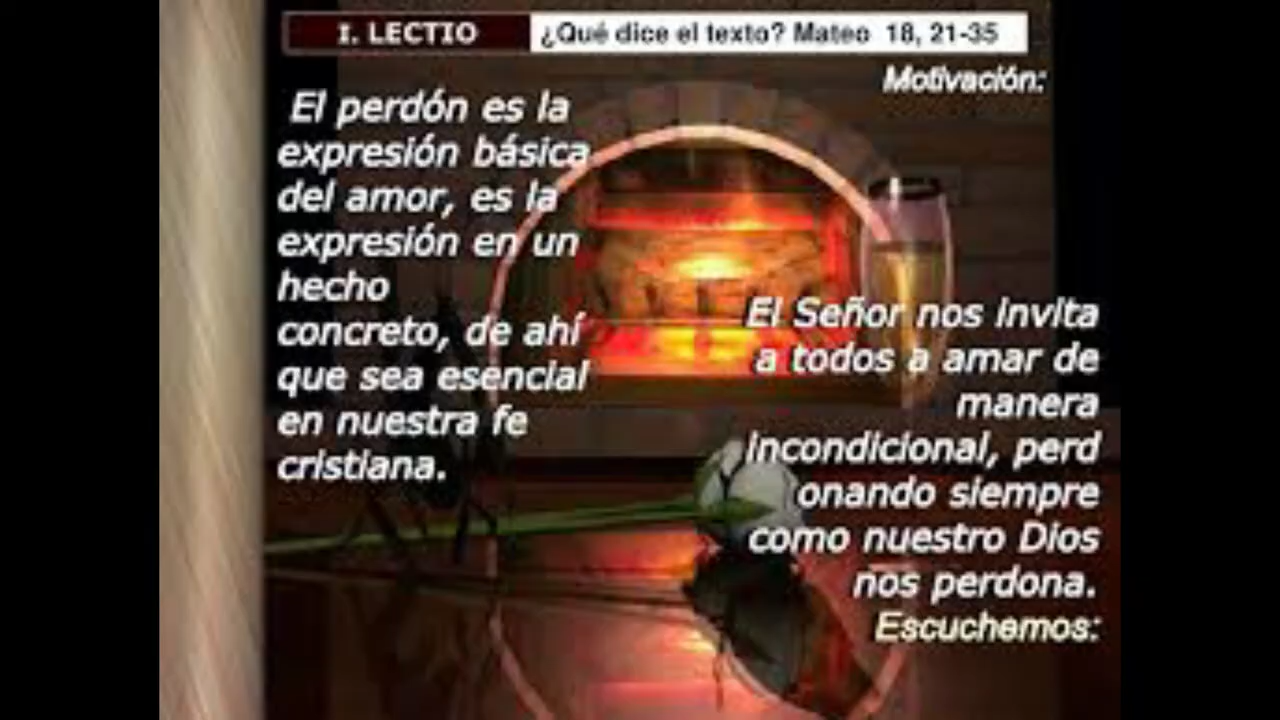 I. LECTIO ¿Qué dice el texto? Mateo 18, 21-35
Motivación:
El perdón es la
expresión básica
del amor, es la
expresión en un
hecho
concreto, de ahí
que sea esencial
en nuestra fe
cristiana.
El Señor nos invita
a todos a amar de
manera
incondicional, perd
onando siempre
como nuestro Dios
nos perdona.
Escuchemos: